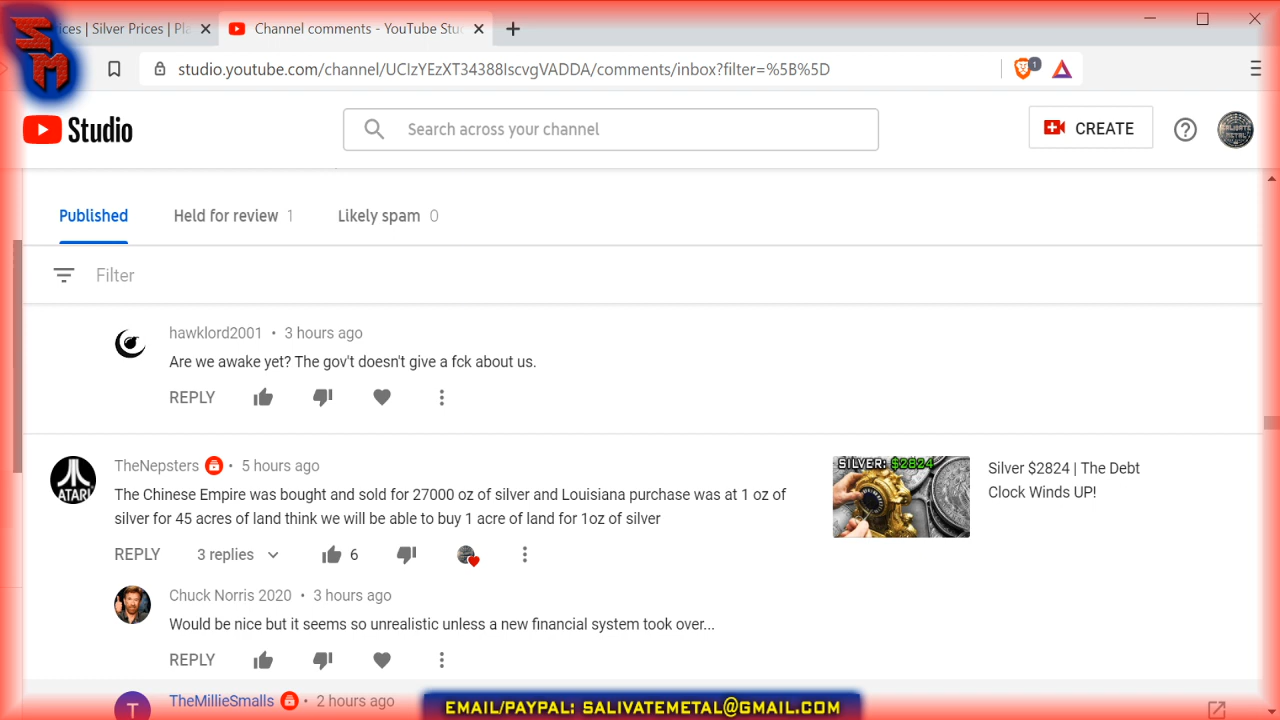 SM
ices | Silver Prices | Pla
Channel comments - YouTube Stu
studio.youtube.com/channel/UCIzYEzXT34388IscvgVADDA/comments/inbox?filter=%5B%5D
1
Studio
Search across your channel
CREATE
Published
Held for review 1
Likely spam 0
Filter
hawklord2001 • 3 hours ago
Are we awake yet? The gov't doesn't give a fck about us.
REPLY
ATARI
TheNepsters • 5 hours ago
The Chinese Empire was bought and sold for 27000 oz of silver and Louisiana purchase was at 1 oz of
silver for 45 acres of land think we will be able to buy 1 acre of land for 1oz of silver
SILVER: $2824
Silver $2824 | The Debt
Clock Winds UP!
REPLY
3 replies
6
Chuck Norris 2020 • 3 hours ago
Would be nice but it seems so unrealistic unless a new financial system took over...
REPLY
T
TheMillieSmalls • 2 hours ago
EMAIL/PAYPAL: SALIVATEMETAL@GMAIL.COM